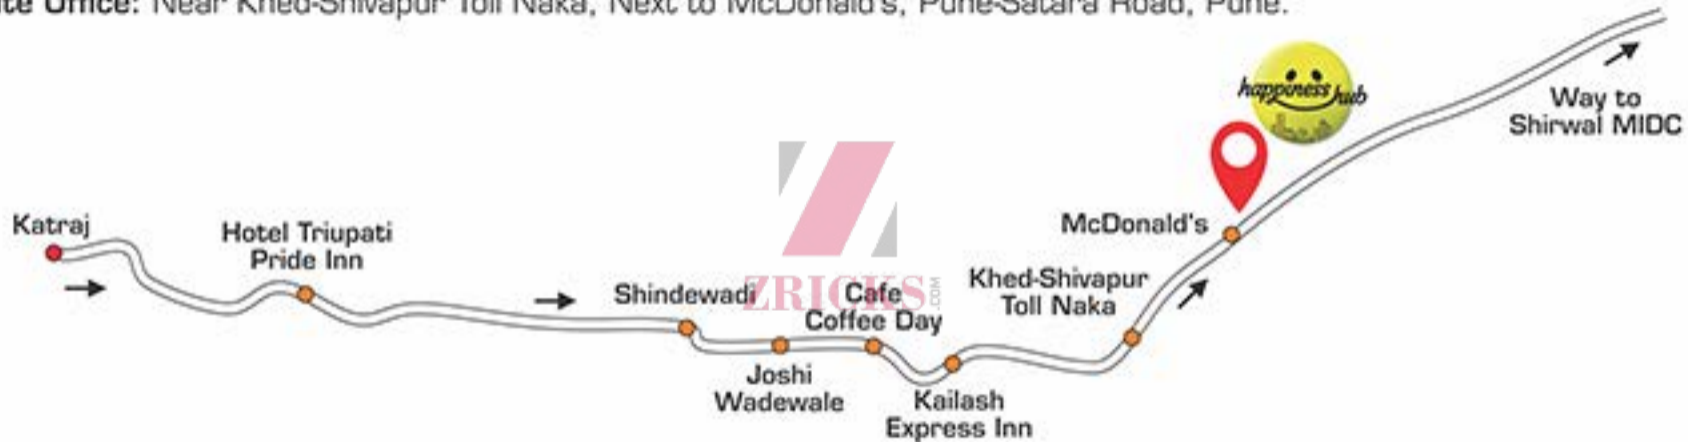 Office: Near Khed-Shivapur Toll Naka, Next to McDonald's, Pune-Satara Road, Pune.
happiness hub
Way to
Shirwal MIDC
Katraj
Hotel Triupati
Pride Inn
McDonald's
Khed-Shivapur
Toll Naka
Shindewadi
ZRICKS.COM
Cafe
Coffee Day
Joshi
Wadewale
Kailash
Express Inn